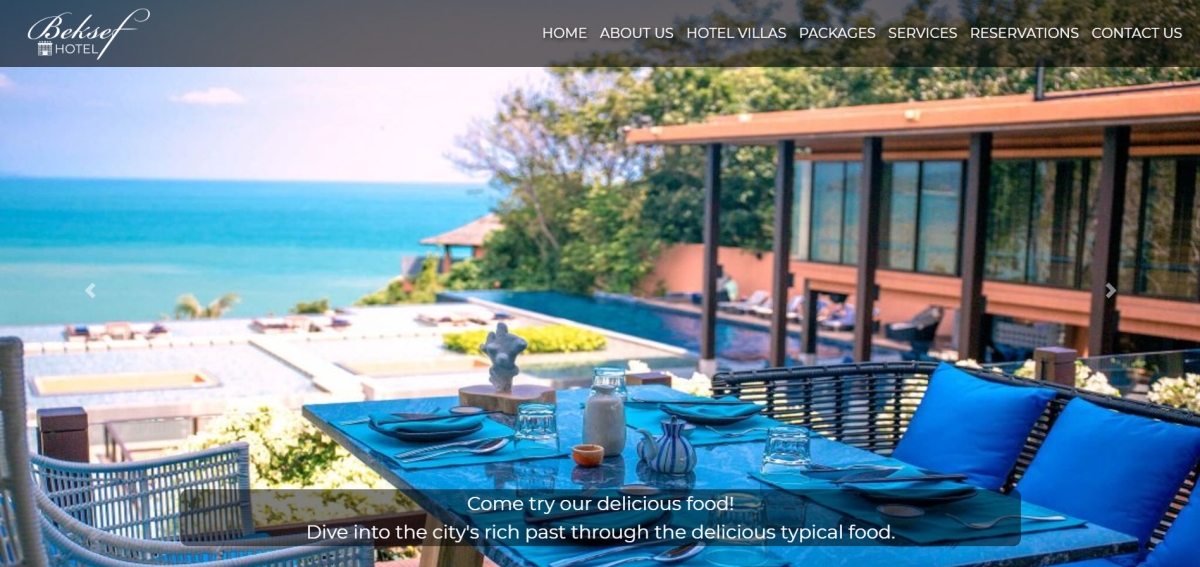 Beksef
HOTEL
HOME ABOUT US HOTEL VILLAS PACKAGES SERVICES RESERVATIONS CONTACT US
Come try our delicious food!
Dive into the city's rich past through the delicious typical food.